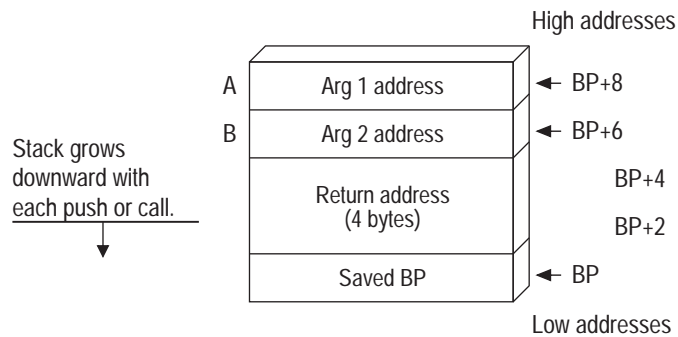 High addresses
A Arg 1 address BP+8
B Arg 2 address BP+6
Stack grows
downward with
each push or call.
Return address
(4 bytes)
BP+4
BP+2
Saved BP BP
Low addresses